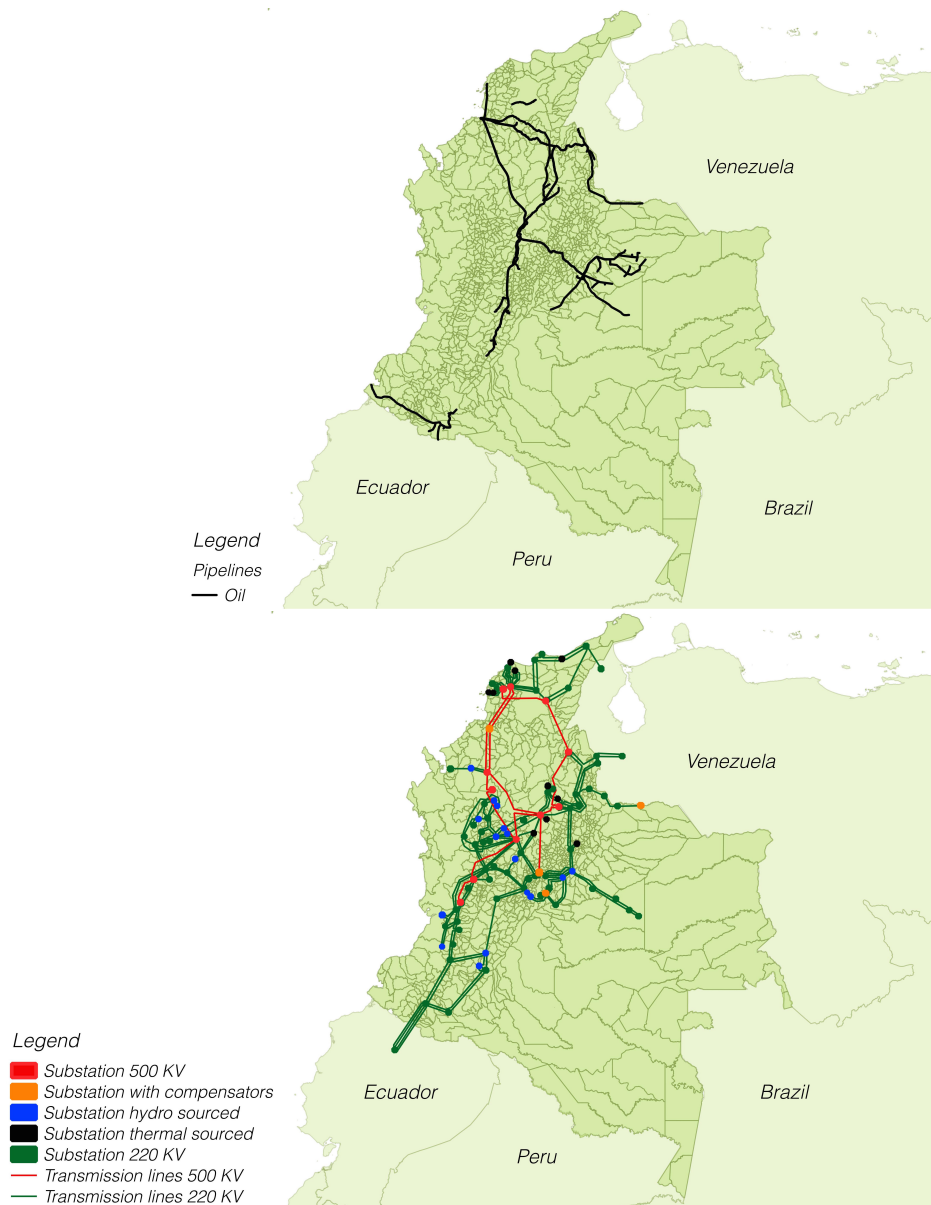 Venezuela
Ecuador
Brazil
Legend
Peru
Pipelines
Oil
Venezuela
Legend
Ecuador
Brazil
Substation 500 KV
Substation with compensators
Substation hydro sourced
Substation thermal sourced
Substation 220 KV
Peru
Transmission lines 500 KV
Transmission lines 220 KV